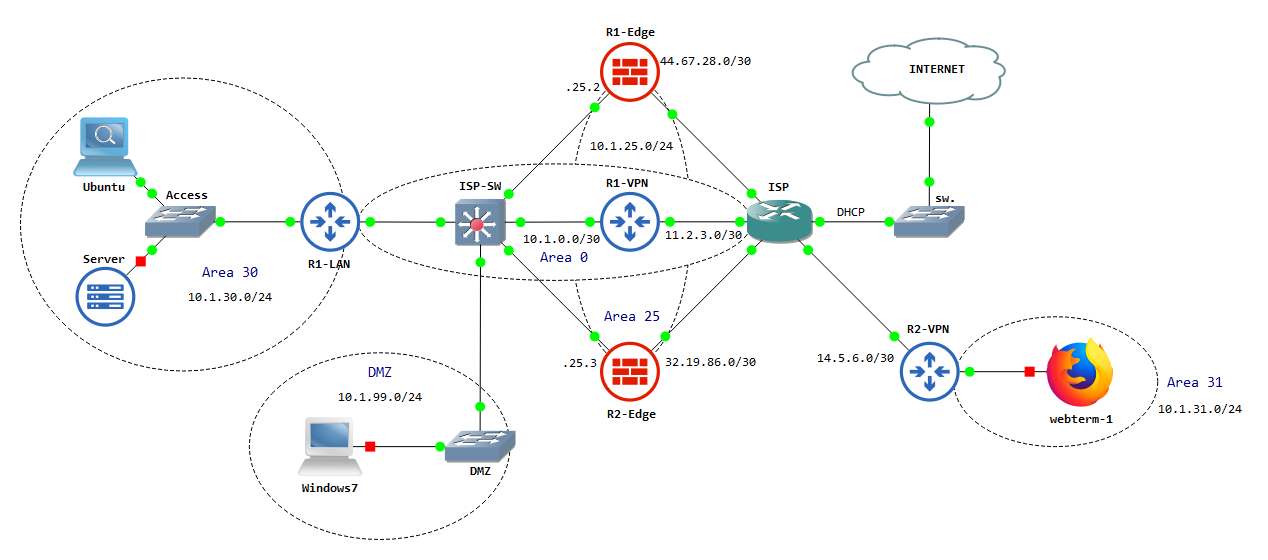 R1-Edge
44.67.28.0/30
INTERNET
.25.2
10.1.25.0/24
Ubuntu
Access
ISP-SW
R1-VPN
ISP
sw.
DHCP
10.1.0.0/30
11.2.3.0/30
Server
Area 0
R1-LAN
Area 30
10.1.30.0/24
Area 25
R2-VPN
.25.3
32.19.86.0/30
14.5.6.0/30
DMZ
Area 31
10.1.99.0/24
R2-Edge
webterm-1
10.1.31.0/24
DMZ
Windows7